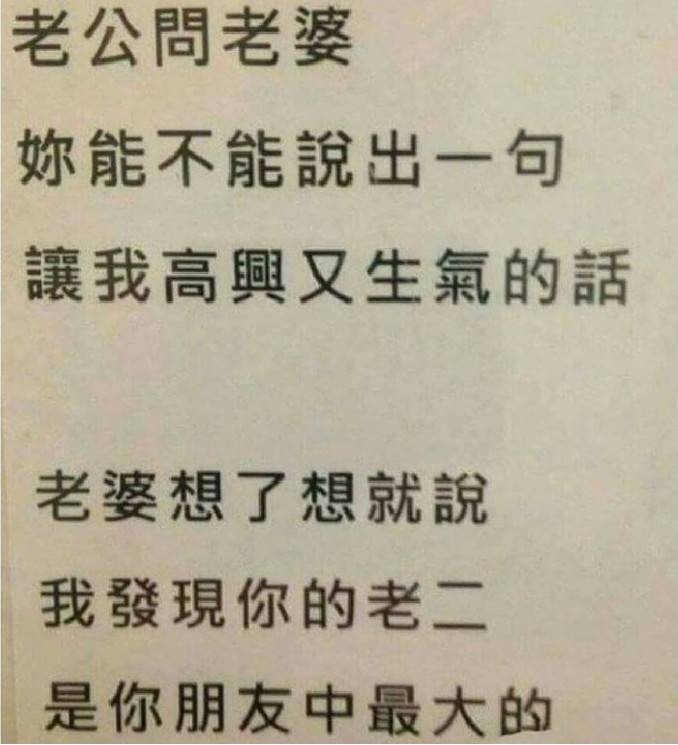 老公問老婆
妳能不能說出一句
讓我高興又生氣的話
老婆想了想就說
我發現你的老二
是你朋友中最大的